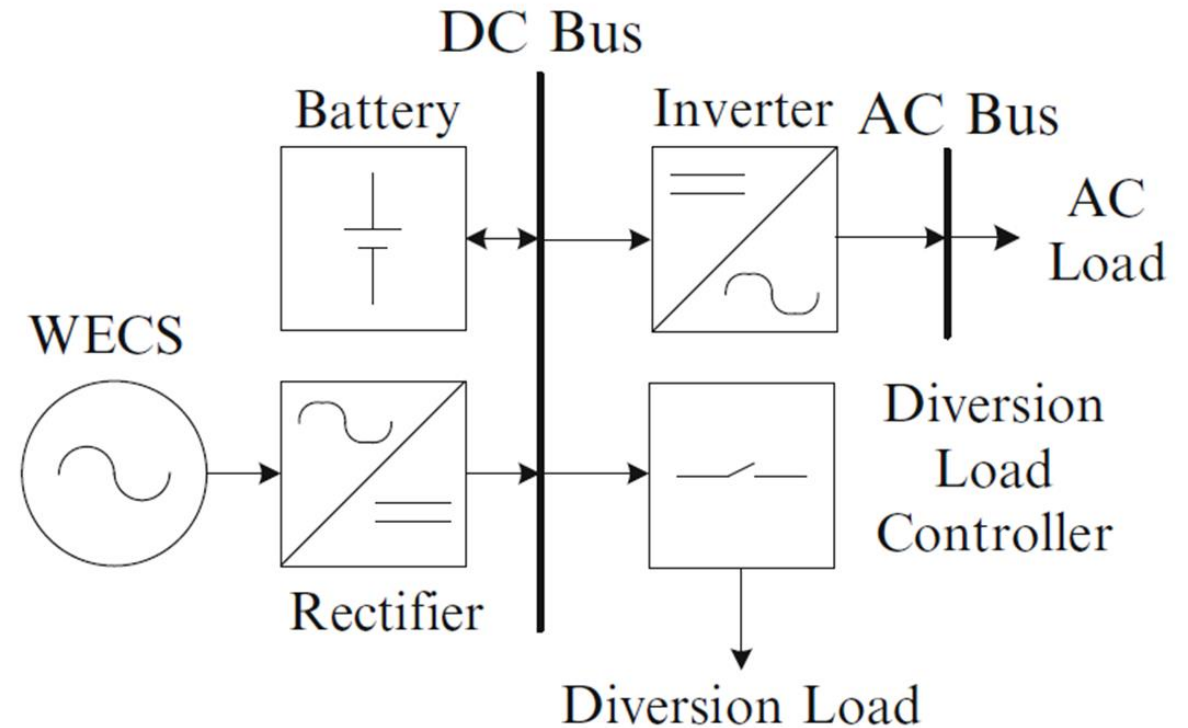 DC Bus
Battery
Inverter
AC Bus
AC
Load
WECS
Diversion
Load
Controller
Rectifier
Diversion Load